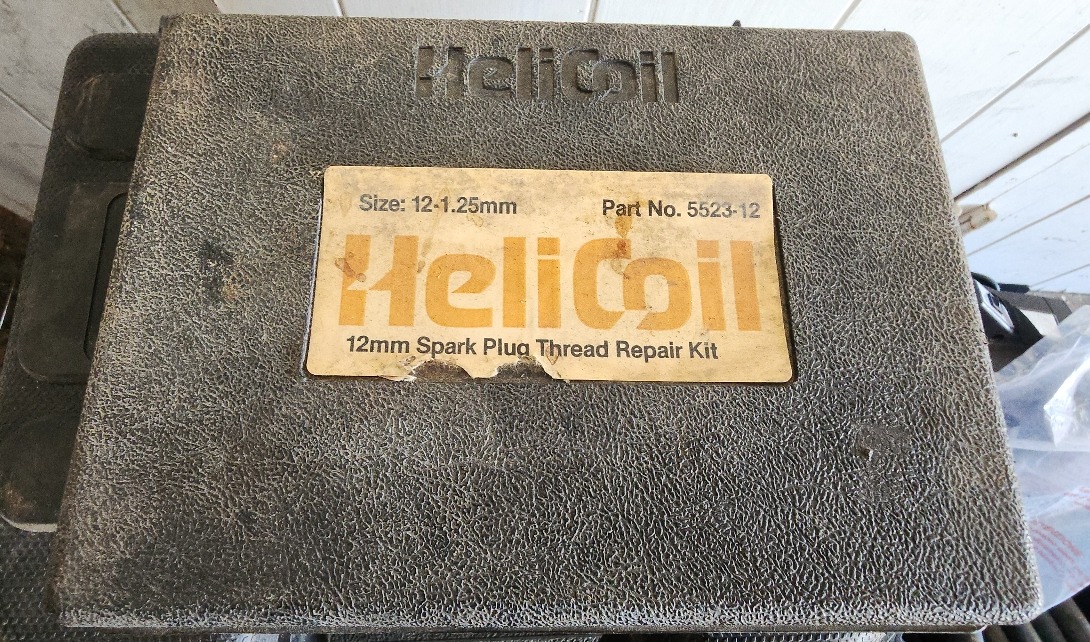 HeliCoil
Size: 12-1.25mm Part No. 5523-12
HeliCoil
12mm Spark Plug Thread Repair Kit